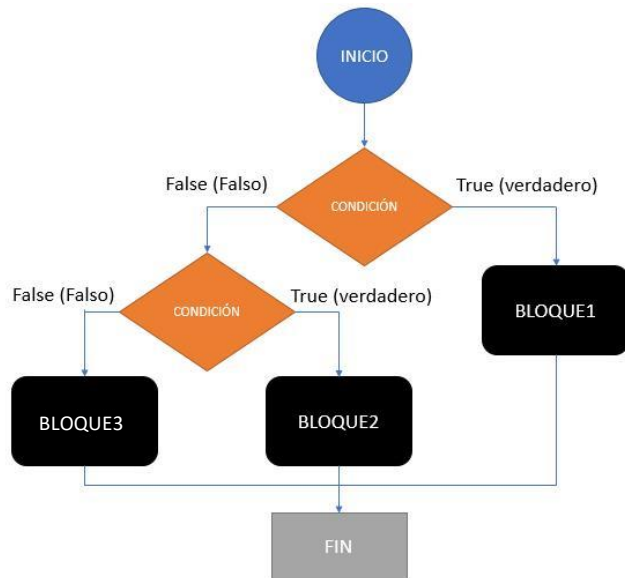 INICIO
False (Falso)
True (verdadero)
CONDICIÓN
False (Falso)
True (verdadero)
CONDICIÓN
BLOQUE1
BLOQUE3
BLOQUE2
FIN